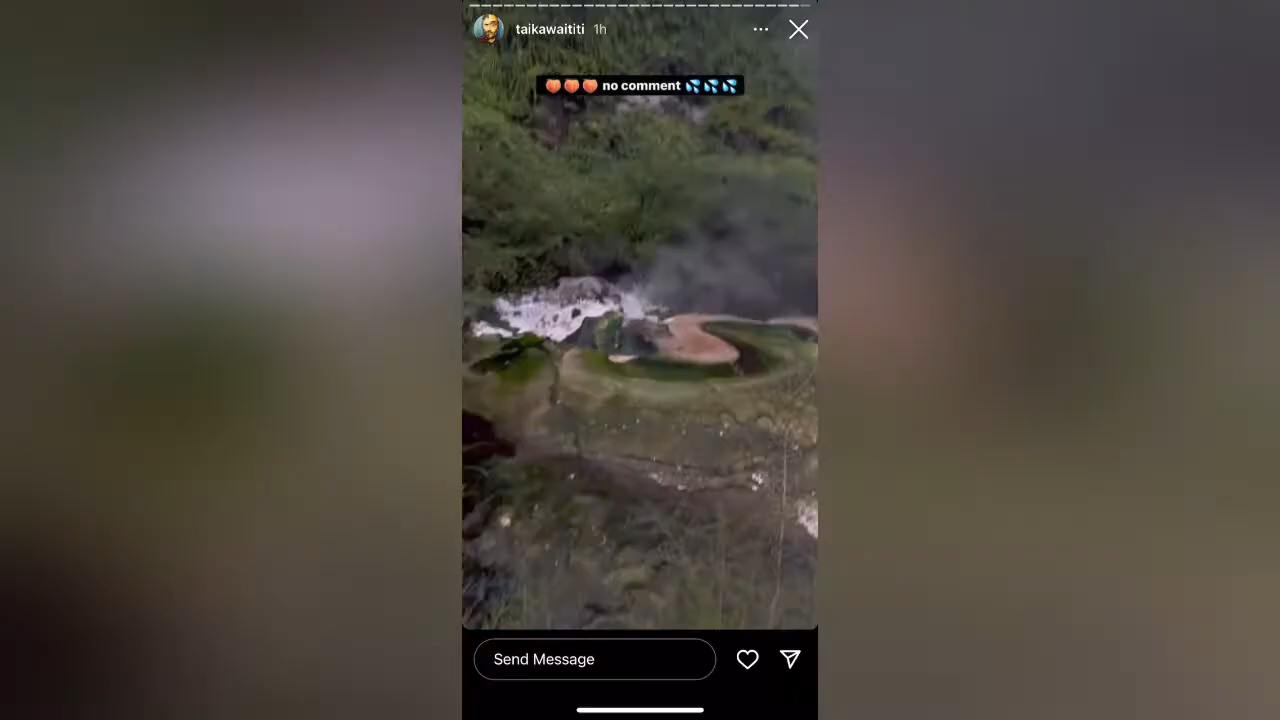 taikawaititi 1h
🍑🍑🍑 no comment 💦💦💦
Send Message